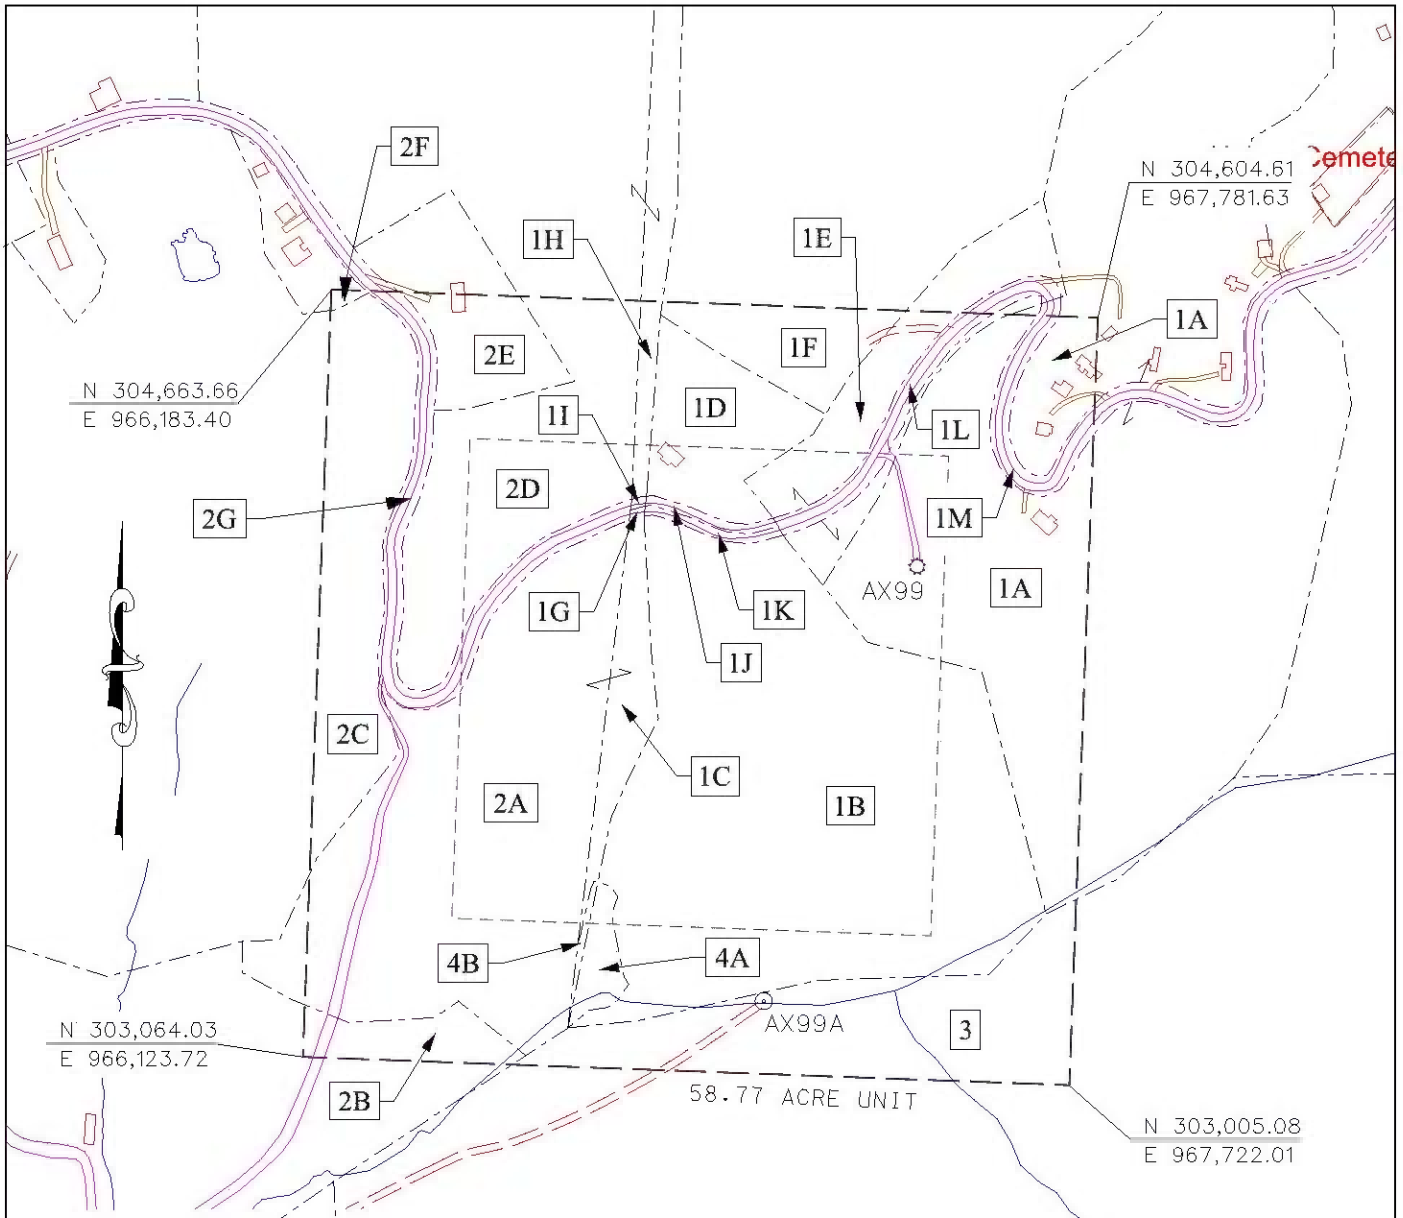 2F
Cemete
N 304,604.61
E 967,781.63
1H
1E
1A
1F
2E
N 304,663.66
E 966,183.40
1I
1D
1L
2D
2G
1M
AX99
1A
1G
1K
1J
2C
1C
2A
1B
4B
4A
N 303,064.03
E 966,123.72
AX99A
3
2B
58.77 ACRE UNIT
N 303,005.08
E 967,722.01